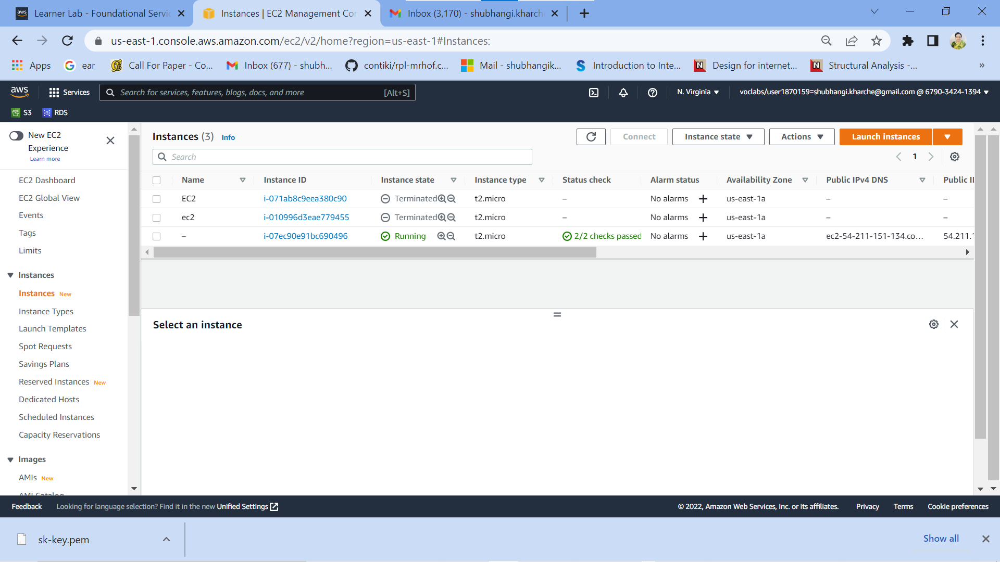 aws Learner Lab - Foundational Servic
Instances | EC2 Management Con
Inbox (3,170) - shubhangi.kharche
us-east-1.console.aws.amazon.com/ec2/v2/home?region=us-east-1#Instances:
Apps
ear
Call For Paper - Co...
Inbox (677) - shubh...
contiki/rpl-mrhof.c...
Mail - shubhangik...
Introduction to Inte...
Design for internet...
Structural Analysis -...
»
aws
Services
Search for services, features, blogs, docs, and more
[Alt+S]
N. Virginia
voclabs/user1870159=shubhangi.kharche@gmail.com @ 6790-3424-1394
S3
RDS
New EC2
Experience
Learn more
EC2 Dashboard
EC2 Global View
Events
Tags
Limits
Instances
Instances New
Instance Types
Launch Templates
Spot Requests
Savings Plans
Reserved Instances New
Dedicated Hosts
Scheduled Instances
Capacity Reservations
Images
AMIs New
AMI Catalog
Instances (3) Info
Connect
Instance state
Actions
Launch instances
Search
1
Name Instance ID Instance state Instance type Status check Alarm status Availability Zone Public IPv4 DNS Public II
EC2 i-071ab8c9eea380c90 Terminated t2.micro – No alarms + us-east-1a – –
ec2 i-010996d3eae779455 Terminated t2.micro – No alarms + us-east-1a – –
– i-07ec90e91bc690496 Running t2.micro 2/2 checks passed No alarms + us-east-1a ec2-54-211-151-134.co... 54.211.1
Select an instance
Feedback
Looking for language selection? Find it in the new Unified Settings
© 2022, Amazon Web Services, Inc. or its affiliates.
Privacy
Terms
Cookie preferences
sk-key.pem
Show all